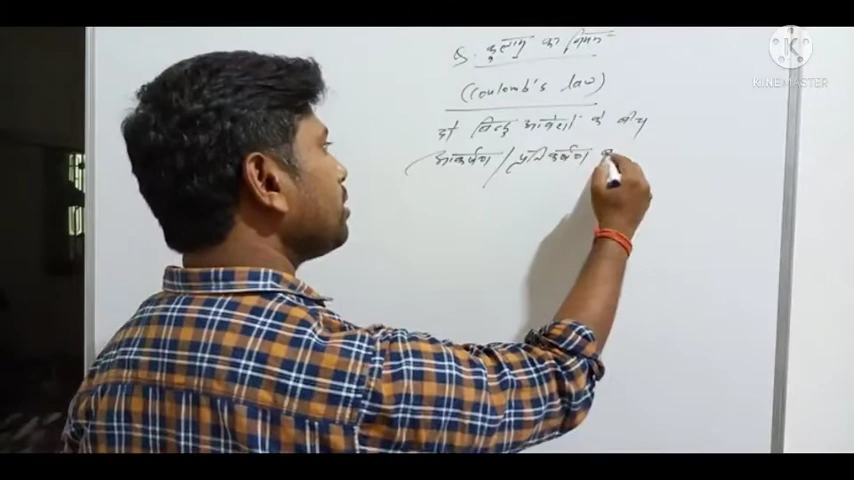 Q. कुलाम का नियम =
(Coulomb's law)
दो बिन्दु आवेशों के बीच
आकर्षण / प्रतिकर्षण ब
K
KINEMASTER